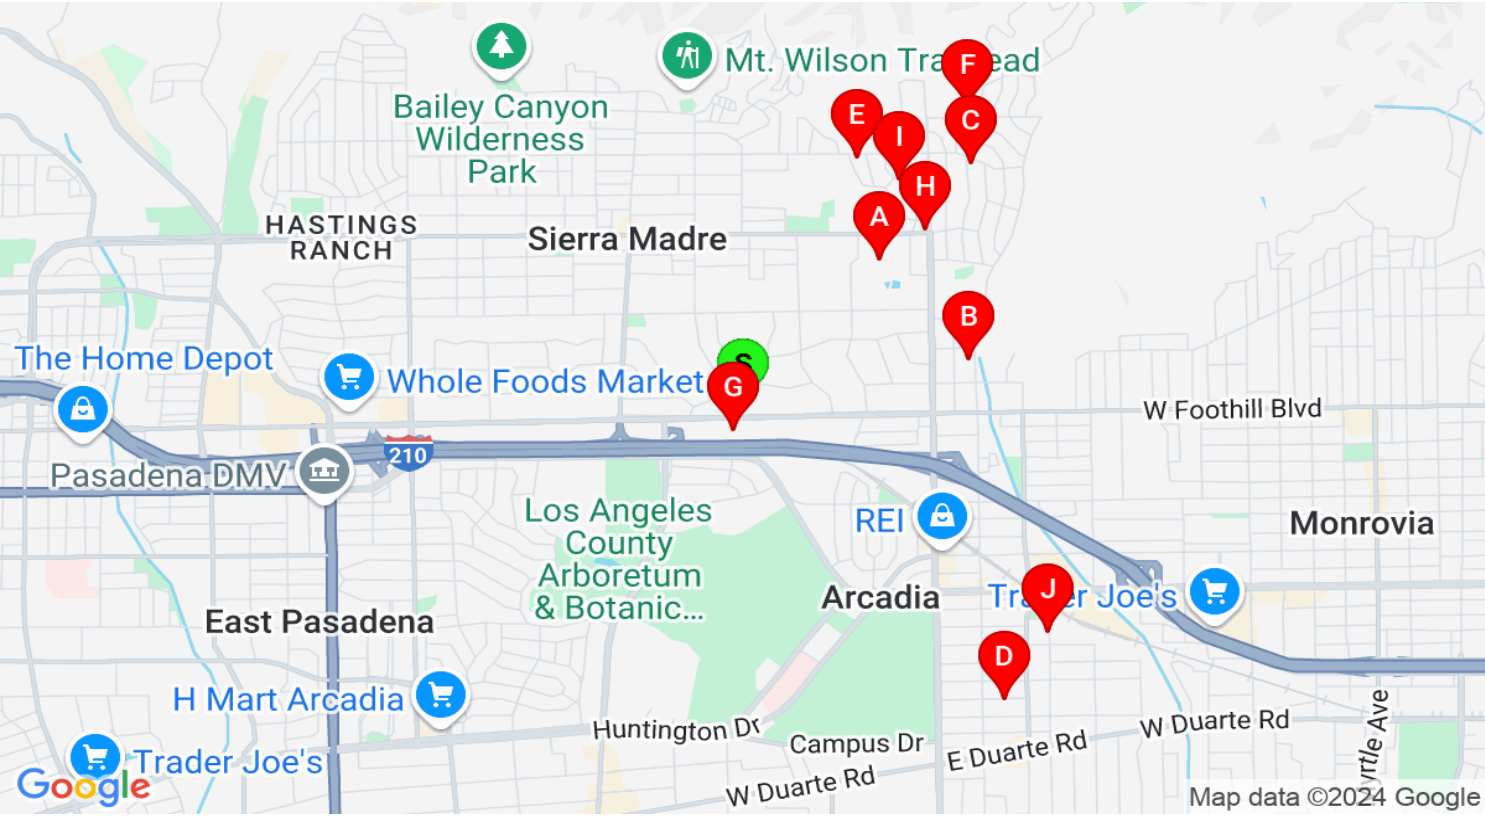 Mt. Wilson Tra
ead
F
Bailey Canyon
Wilderness
Park
E
I
C
H
A
HASTINGS
RANCH
Sierra Madre
B
The Home Depot
Whole Foods Market
S
G
W Foothill Blvd
210
Pasadena DMV
Los Angeles
County
Arboretum
& Botanic...
REI
Monrovia
Arcadia
Tra
er Joe's
J
East Pasadena
D
H Mart Arcadia
Huntington Dr
Campus Dr
E Duarte Rd
W Duarte Rd
W Duarte Rd
yrtle Ave
Trader Joe's
Google
Map data ©2024 Google